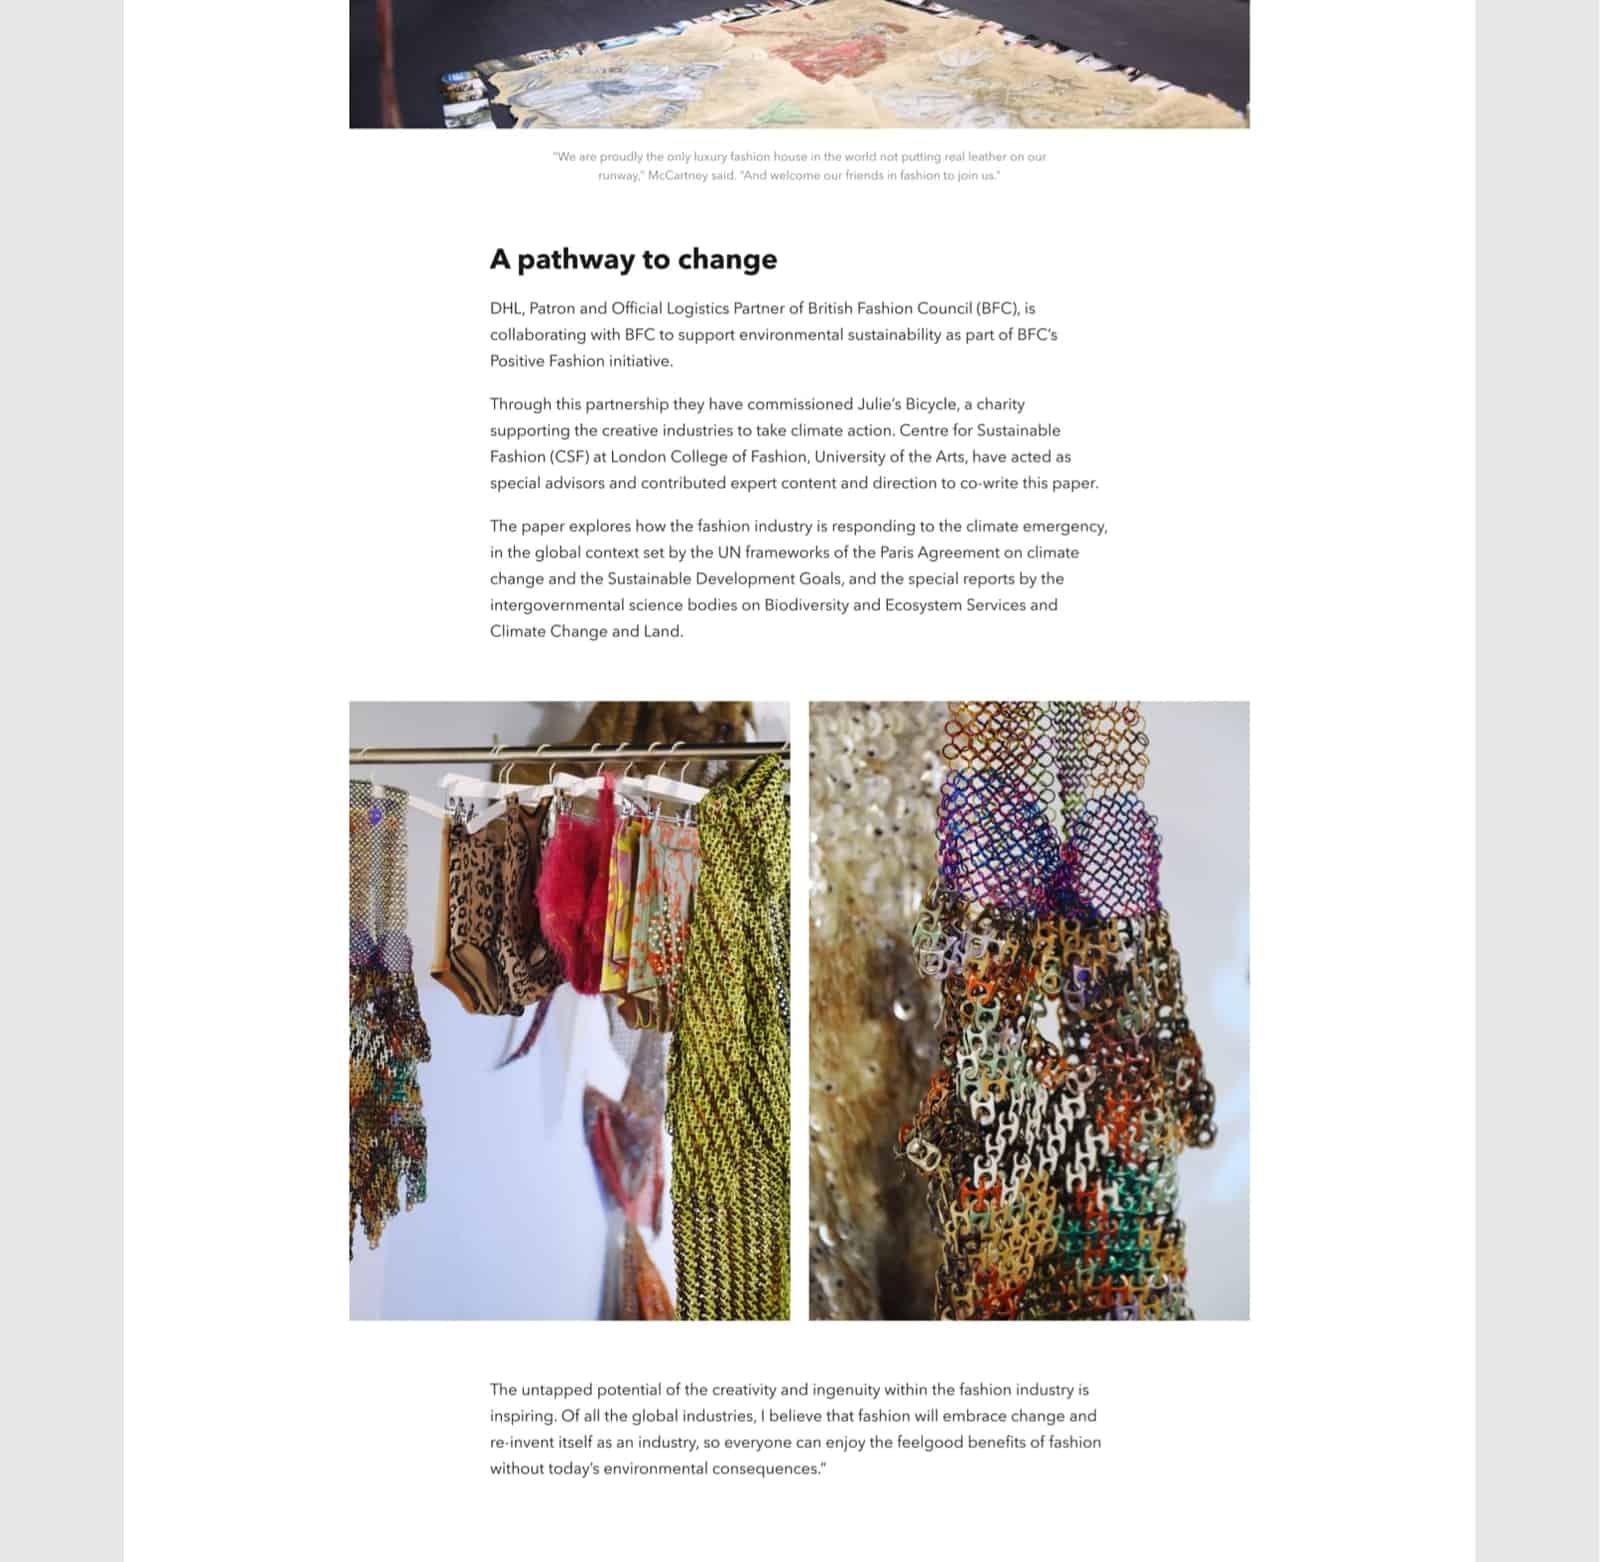 "We are proudly the only luxury fashion house in the world not putting real leather on our
runway," McCartney said. "And welcome our friends in fashion to join us."
A pathway to change
DHL, Patron and Official Logistics Partner of British Fashion Council (BFC), is
collaborating with BFC to support environmental sustainability as part of BFC's
Positive Fashion initiative.
Through this partnership they have commissioned Julie's Bicycle, a charity
supporting the creative industries to take climate action. Centre for Sustainable
Fashion (CSF) at London College of Fashion, University of the Arts, have acted as
special advisors and contributed expert content and direction to co-write this paper.
The paper explores how the fashion industry is responding to the climate emergency,
in the global context set by the UN frameworks of the Paris Agreement on climate
change and the Sustainable Development Goals, and the special reports by the
intergovernmental science bodies on Biodiversity and Ecosystem Services and
Climate Change and Land.
The untapped potential of the creativity and ingenuity within the fashion industry is
inspiring. Of all the global industries, I believe that fashion will embrace change and
re-invent itself as an industry, so everyone can enjoy the feelgood benefits of fashion
without today's environmental consequences."